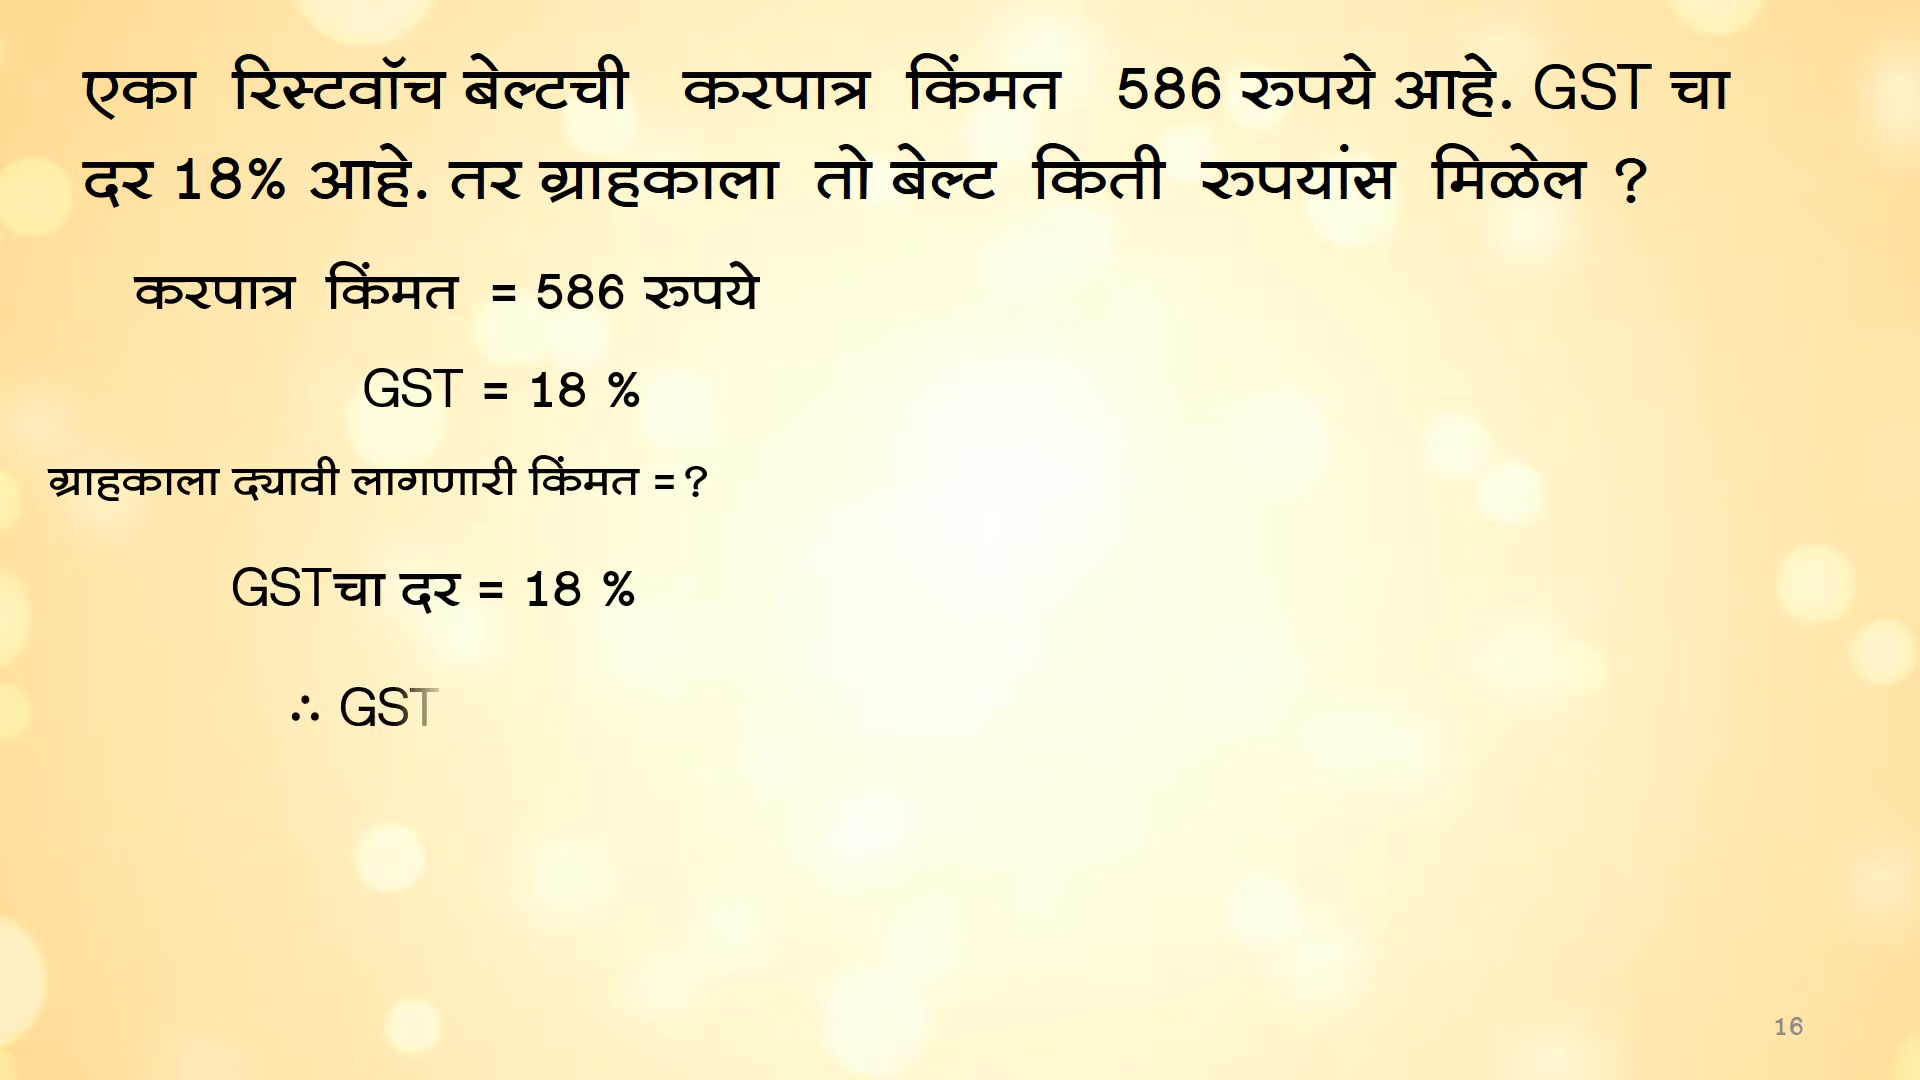 एका रिस्टवॉच बेल्टची करपात्र किंमत 586 रुपये आहे. GST चा
दर 18% आहे. तर ग्राहकाला तो बेल्ट किती रुपयांस मिळेल ?
करपात्र किंमत = 586 रुपये
GST = 18 %
ग्राहकाला द्यावी लागणारी किंमत = ?
GSTचा दर = 18 %
∴ GST
16